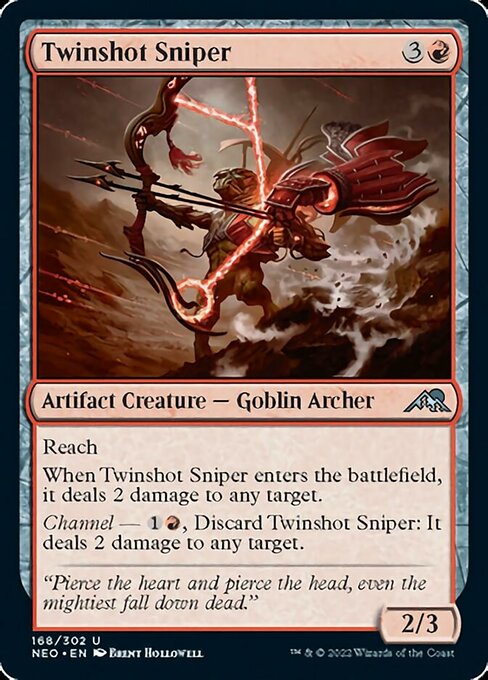 Twinshot Sniper 3
Artifact Creature — Goblin Archer
Reach
When Twinshot Sniper enters the battlefield,
it deals 2 damage to any target.
Channel — 1, Discard Twinshot Sniper: It
deals 2 damage to any target.
“Pierce the heart and pierce the head, even the
mightiest fall down dead.”
2/3
168/302 U
NEO • EN Brent Hollowell
™ & © 2022 Wizards of the Coast